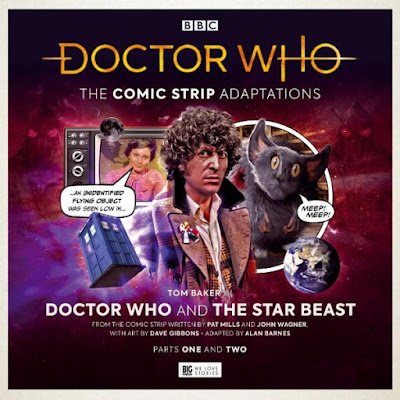 BBC
DOCTOR WHO
THE COMIC STRIP ADAPTATIONS
...AN UNIDENTIFIED
FLYING OBJECT
WAS SEEN LOW IN...
MEEP!
MEEP!
TOM BAKER IN
DOCTOR WHO AND THE STAR BEAST
FROM THE COMIC STRIP WRITTEN BY PAT MILLS AND JOHN WAGNER,
WITH ART BY DAVE GIBBONS • ADAPTED BY ALAN BARNES
PARTS ONE AND TWO
BIG
FINISH
WE LOVE
STORIES